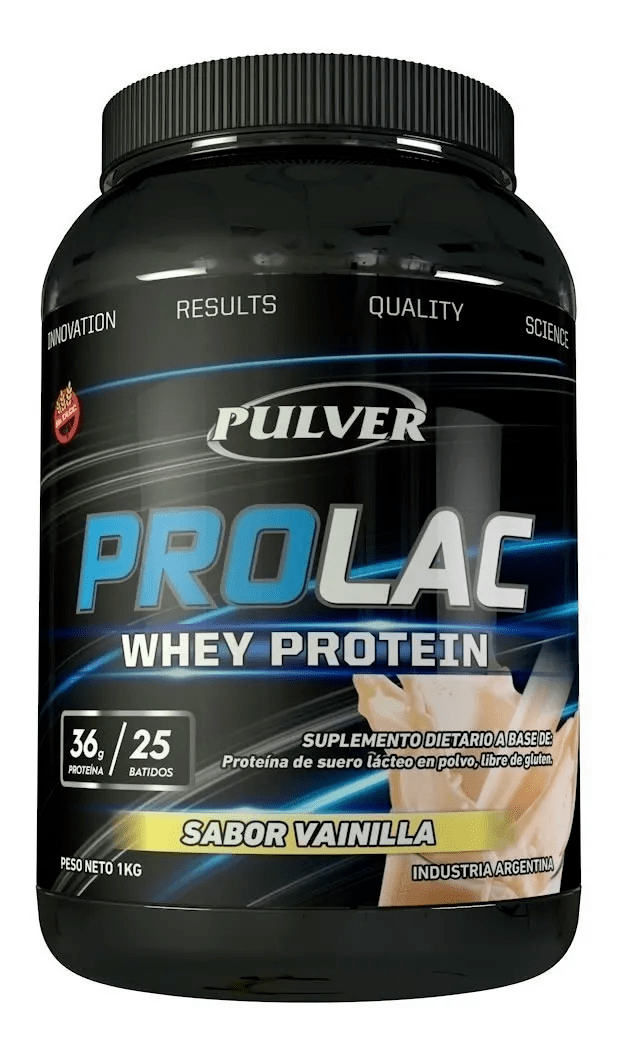 INNOVATION RESULTS QUALITY SCIENCE
Sin T.A.C.C.
PULVER
PROLAC
WHEY PROTEIN
36g / 25
PROTEÍNA BATIDOS
SUPLEMENTO DIETARIO A BASE DE:
Proteína de suero lácteo en polvo, libre de gluten.
SABOR VAINILLA
PESO NETO 1KG
INDUSTRIA ARGENTINA